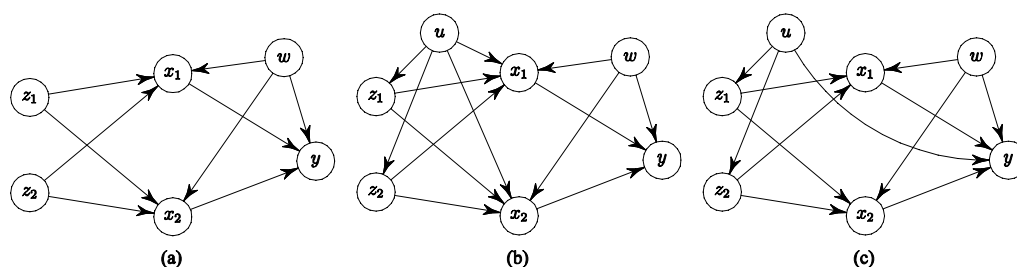 z₁
z₂
x₁
x₂
w
y
(a)
u
z₁
z₂
x₁
x₂
w
y
(b)
u
z₁
z₂
x₁
x₂
w
y
(c)